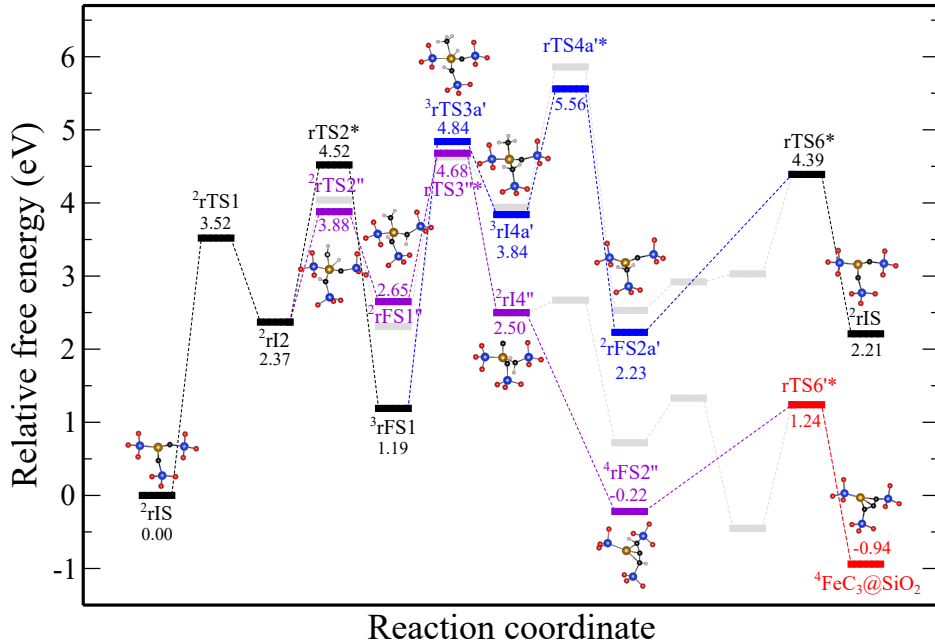 Relative free energy (eV)
6
5
4
3
2
1
0
-1
²rIS
0.00
²rTS1
3.52
²rI2
2.37
rTS2*
4.52
²rTS2"
3.88
2.65
²rFS1"
³rFS1
1.19
³rTS3a'
4.84
4.68
rTS3"*
³rI4a'
3.84
²rI4"
2.50
rTS4a'*
5.56
²rFS2a'
2.23
⁴rFS2"
-0.22
rTS6*
4.39
²rIS
2.21
rTS6'*
1.24
-0.94
⁴FeC₃@SiO₂
Reaction coordinate